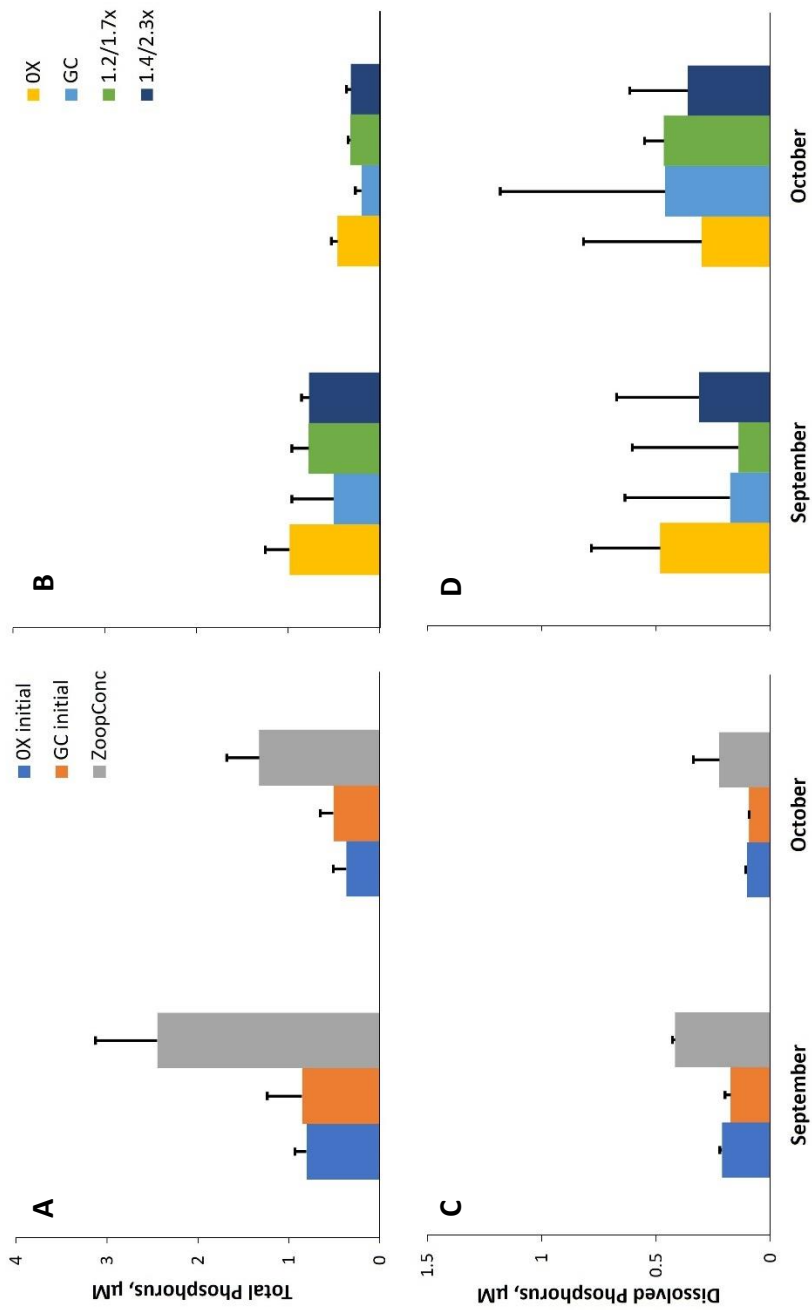 A
4
3
2
1
0
Total Phosphorus, µM
0X initial
GC initial
ZoopConc
B
0X
GC
1.2/1.7x
1.4/2.3x
C
1.5
1
0.5
0
Dissolved Phosphorus, µM
September
October
D
September
October